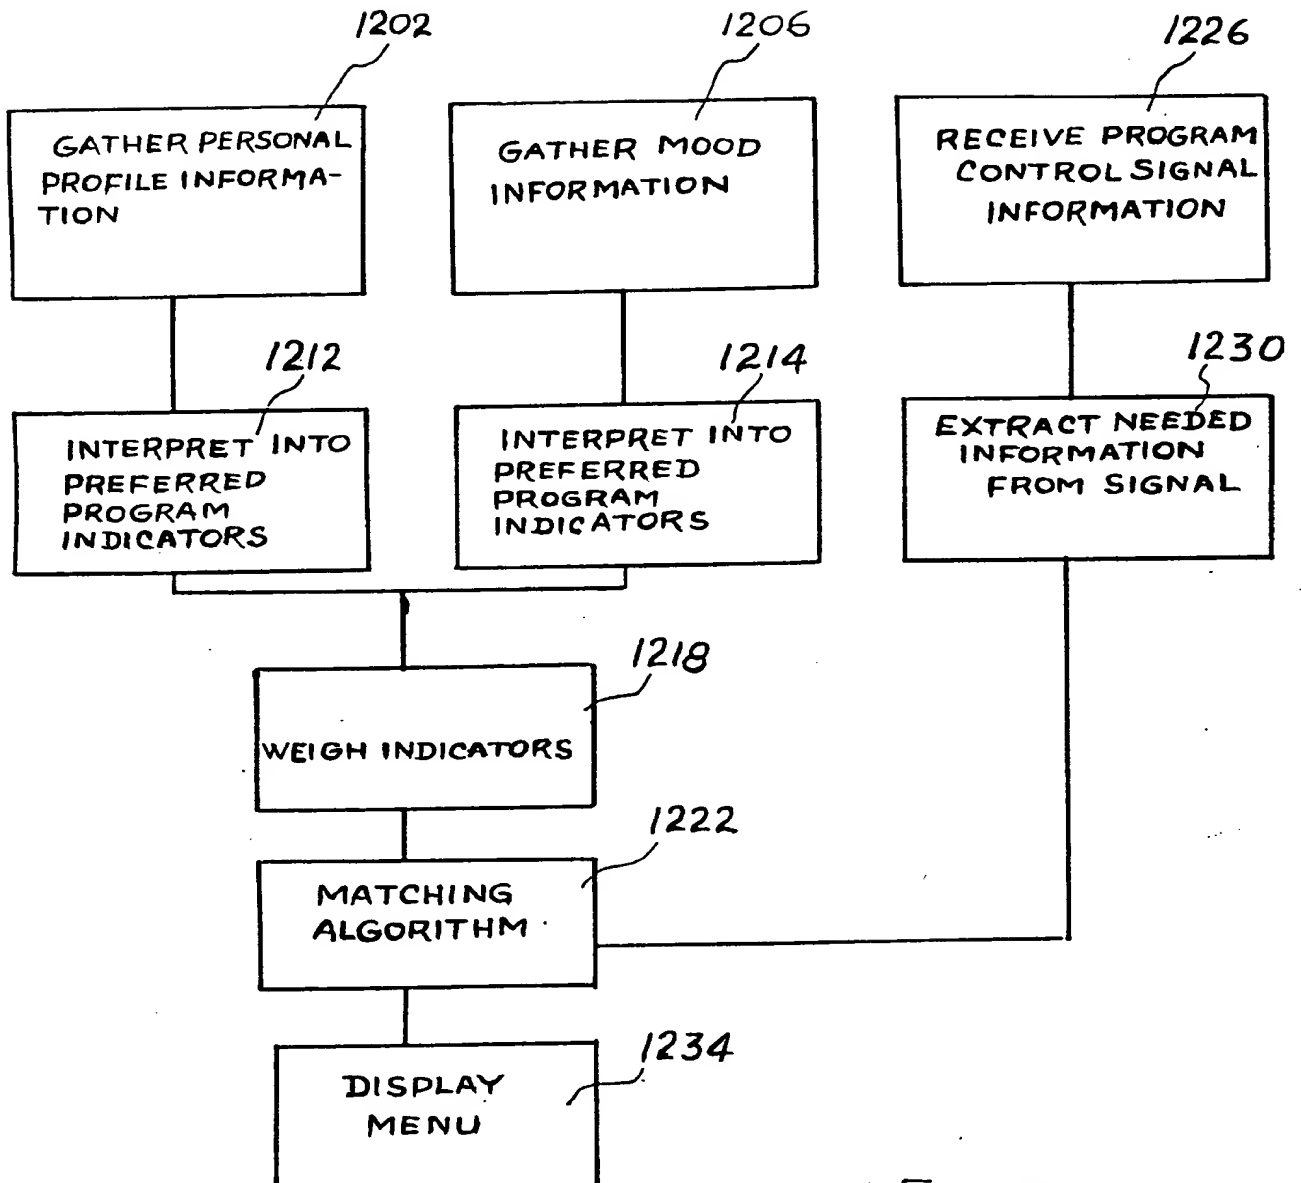 1202
GATHER PERSONAL
PROFILE INFORMA-
TION
1206
GATHER MOOD
INFORMATION
1226
RECEIVE PROGRAM
CONTROL SIGNAL
INFORMATION
1212
INTERPRET INTO
PREFERRED
PROGRAM
INDICATORS
1214
INTERPRET INTO
PREFERRED
PROGRAM
INDICATORS
1230
EXTRACT NEEDED
INFORMATION
FROM SIGNAL
1218
WEIGH INDICATORS
1222
MATCHING
ALGORITHM
1234
DISPLAY
MENU